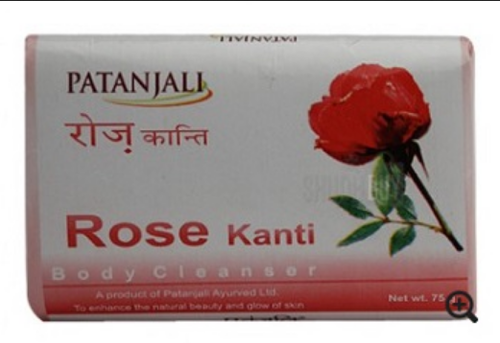 PATANJALI
रोज़ कान्ति
Rose Kanti
Body Cleanser
A product of Patanjali Ayurved Ltd.
To enhance the natural beauty and glow of skin
Net wt. 75